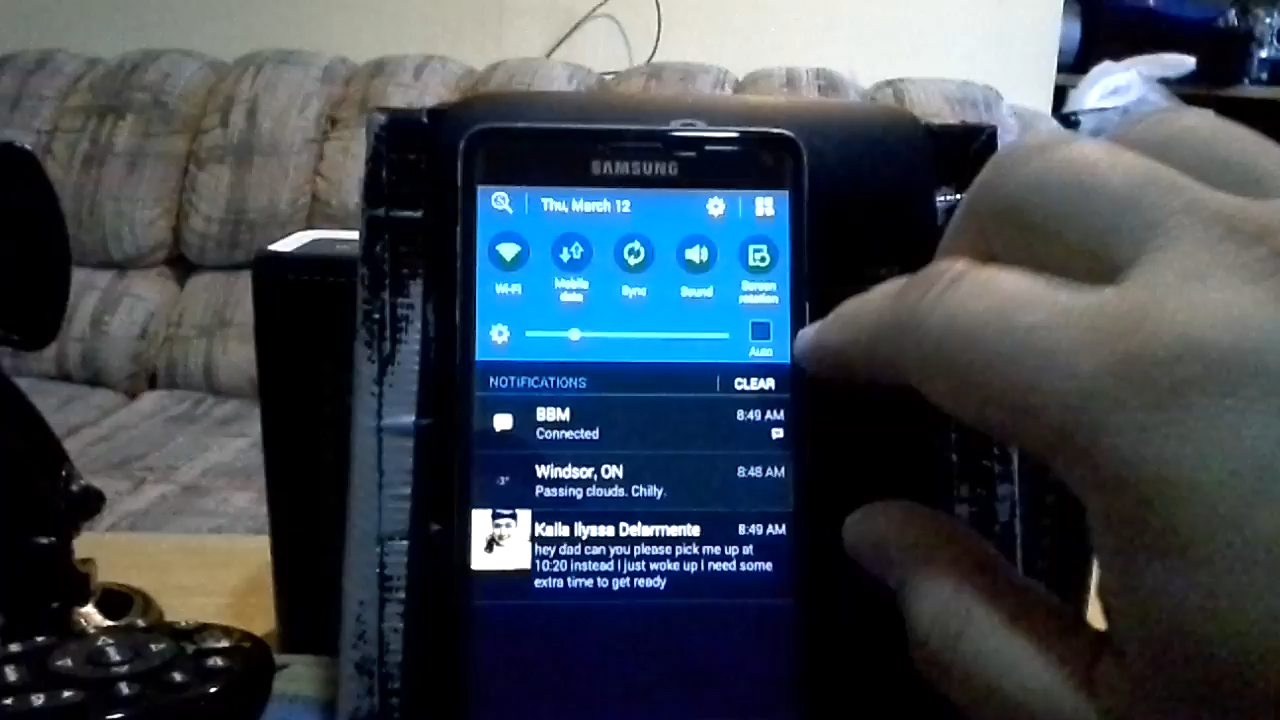 SAMSUNG
Thu, March 12
Wi-Fi
Mobile
data
Sync
Sound
Screen
rotation
Auto
NOTIFICATIONS
CLEAR
BBM
8:49 AM
Connected
Windsor, ON
8:48 AM
-3°
Passing clouds. Chilly.
Kaila Ilyssa Delarmente
8:49 AM
hey dad can you please pick me up at
10:20 instead I just woke up I need some
extra time to get ready